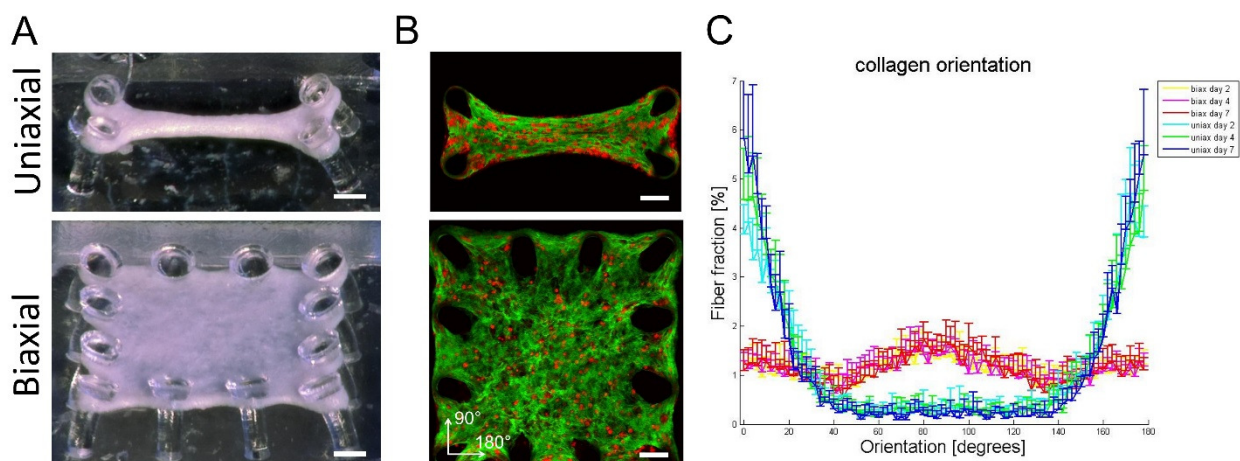 A
B
C
Uniaxial
Biaxial
90°
180°
collagen orientation
Fiber fraction [%]
7
6
5
4
3
2
1
0
0
20
40
60
80
100
120
140
160
180
Orientation [degrees]
biax day 2
biax day 4
biax day 7
uniax day 2
uniax day 4
uniax day 7